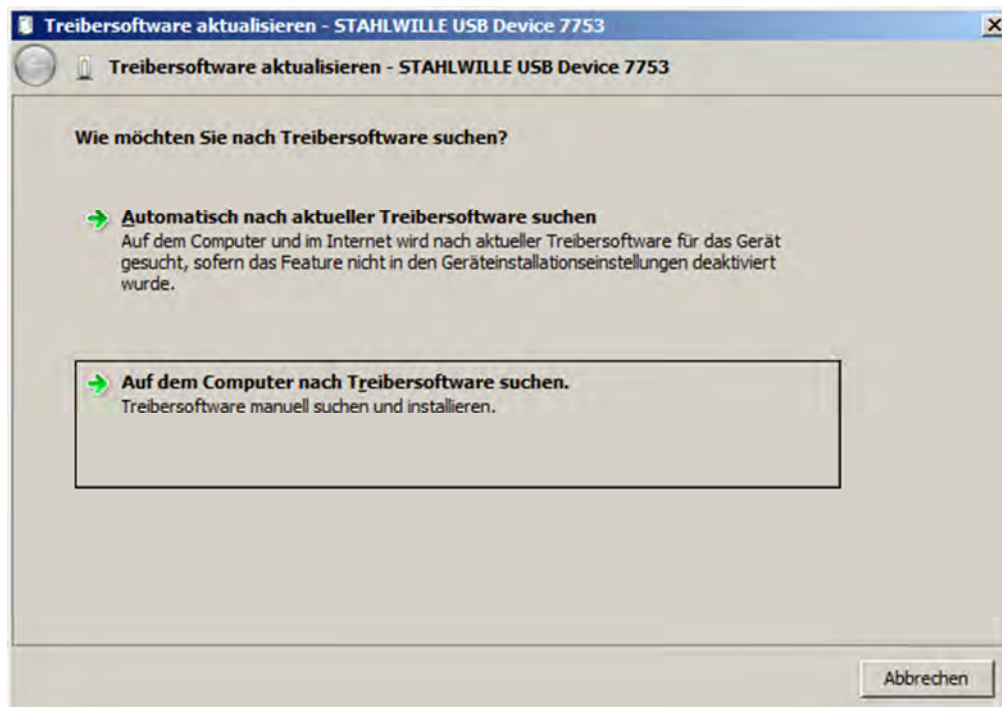 Treibersoftware aktualisieren - STAHLWILLE USB Device 7753
Treibersoftware aktualisieren - STAHLWILLE USB Device 7753
Wie möchten Sie nach Treibersoftware suchen?
Automatisch nach aktueller Treibersoftware suchen
Auf dem Computer und im Internet wird nach aktueller Treibersoftware für das Gerät
gesucht, sofern das Feature nicht in den Geräteinstallationseinstellungen deaktiviert
wurde.
Auf dem Computer nach Treibersoftware suchen.
Treibersoftware manuell suchen und installieren.
Abbrechen